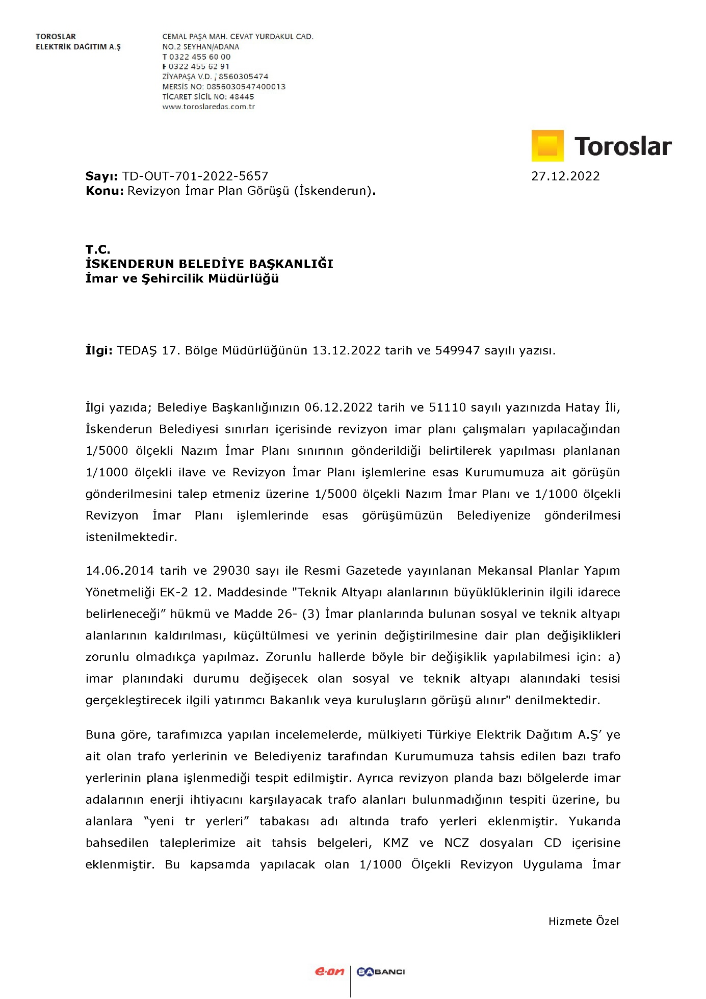 TOROSLAR
ELEKTRİK DAĞITIM A.Ş
CEMAL PAŞA MAH. CEVAT YURDAKUL CAD.
NO.2 SEYHAN/ADANA
T 0322 455 60 00
F 0322 455 62 91
ZİYAPAŞA V.D. / 8560305474
MERSİS NO: 0856030547400013
TİCARET SİCİL NO: 48445
www.toroslaredas.com.tr
Toroslar
Sayı: TD-OUT-701-2022-5657 27.12.2022
Konu: Revizyon İmar Plan Görüşü (İskenderun).
T.C.
İSKENDERUN BELEDİYE BAŞKANLIĞI
İmar ve Şehircilik Müdürlüğü
İlgi: TEDAŞ 17. Bölge Müdürlüğünün 13.12.2022 tarih ve 549947 sayılı yazısı.
İlgi yazıda; Belediye Başkanlığınızın 06.12.2022 tarih ve 51110 sayılı yazınızda Hatay İli,
İskenderun Belediyesi sınırları içerisinde revizyon imar planı çalışmaları yapılacağından
1/5000 ölçekli Nazım İmar Planı sınırının gönderildiği belirtilerek yapılması planlanan
1/1000 ölçekli ilave ve Revizyon İmar Planı işlemlerine esas Kurumumuza ait görüşün
gönderilmesini talep etmeniz üzerine 1/5000 ölçekli Nazım İmar Planı ve 1/1000 ölçekli
Revizyon İmar Planı işlemlerinde esas görüşümüzün Belediyenize gönderilmesi
istenilmektedir.
14.06.2014 tarih ve 29030 sayı ile Resmi Gazetede yayınlanan Mekansal Planlar Yapım
Yönetmeliği EK-2 12. Maddesinde "Teknik Altyapı alanlarının büyüklüklerinin ilgili idarece
belirleneceği” hükmü ve Madde 26- (3) İmar planlarında bulunan sosyal ve teknik altyapı
alanlarının kaldırılması, küçültülmesi ve yerinin değiştirilmesine dair plan değişiklikleri
zorunlu olmadıkça yapılmaz. Zorunlu hallerde böyle bir değişiklik yapılabilmesi için: a)
imar planındaki durumu değişecek olan sosyal ve teknik altyapı alanındaki tesisi
gerçekleştirecek ilgili yatırımcı Bakanlık veya kuruluşların görüşü alınır" denilmektedir.
Buna göre, tarafımızca yapılan incelemelerde, mülkiyeti Türkiye Elektrik Dağıtım A.Ş’ ye
ait olan trafo yerlerinin ve Belediyeniz tarafından Kurumumuza tahsis edilen bazı trafo
yerlerinin plana işlenmediği tespit edilmiştir. Ayrıca revizyon planda bazı bölgelerde imar
adalarının enerji ihtiyacını karşılayacak trafo alanları bulunmadığının tespiti üzerine, bu
alanlara “yeni tr yerleri” tabakası adı altında trafo yerleri eklenmiştir. Yukarıda
bahsedilen taleplerimize ait tahsis belgeleri, KMZ ve NCZ dosyaları CD içerisine
eklenmiştir. Bu kapsamda yapılacak olan 1/1000 Ölçekli Revizyon Uygulama İmar
Hizmete Özel
e·on SABANCI